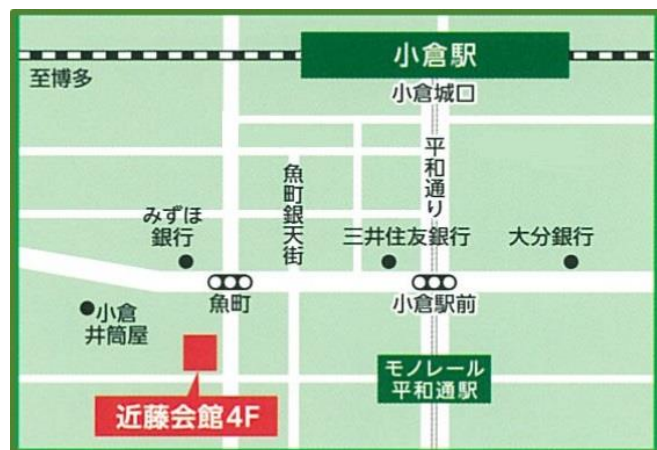 小倉駅
至博多
小倉城口
平和通り
魚町銀天街
みずほ
銀行
三井住友銀行
大分銀行
魚町
小倉駅前
小倉
井筒屋
モノレール
平和通駅
近藤会館4F